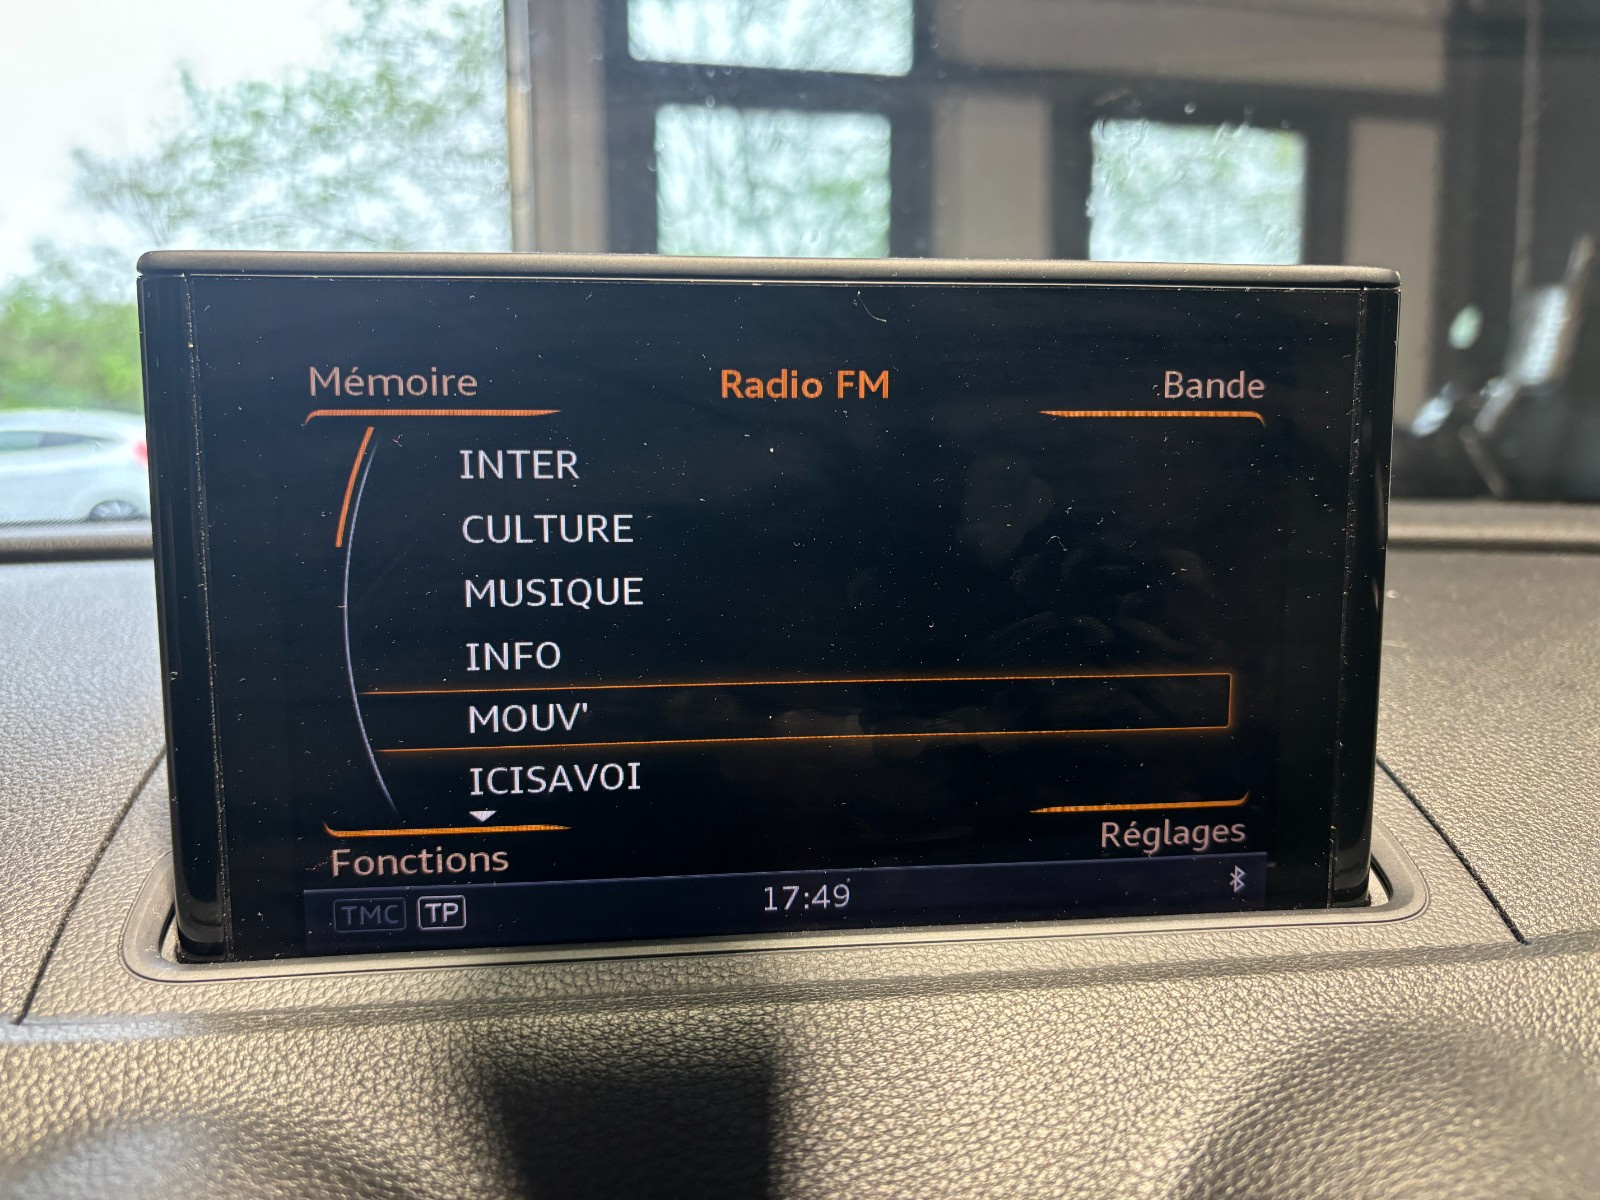 Mémoire
Radio FM
Bande
INTER
CULTURE
MUSIQUE
INFO
MOUV'
ICISAVOI
Fonctions
Réglages
TMC TP
17:49